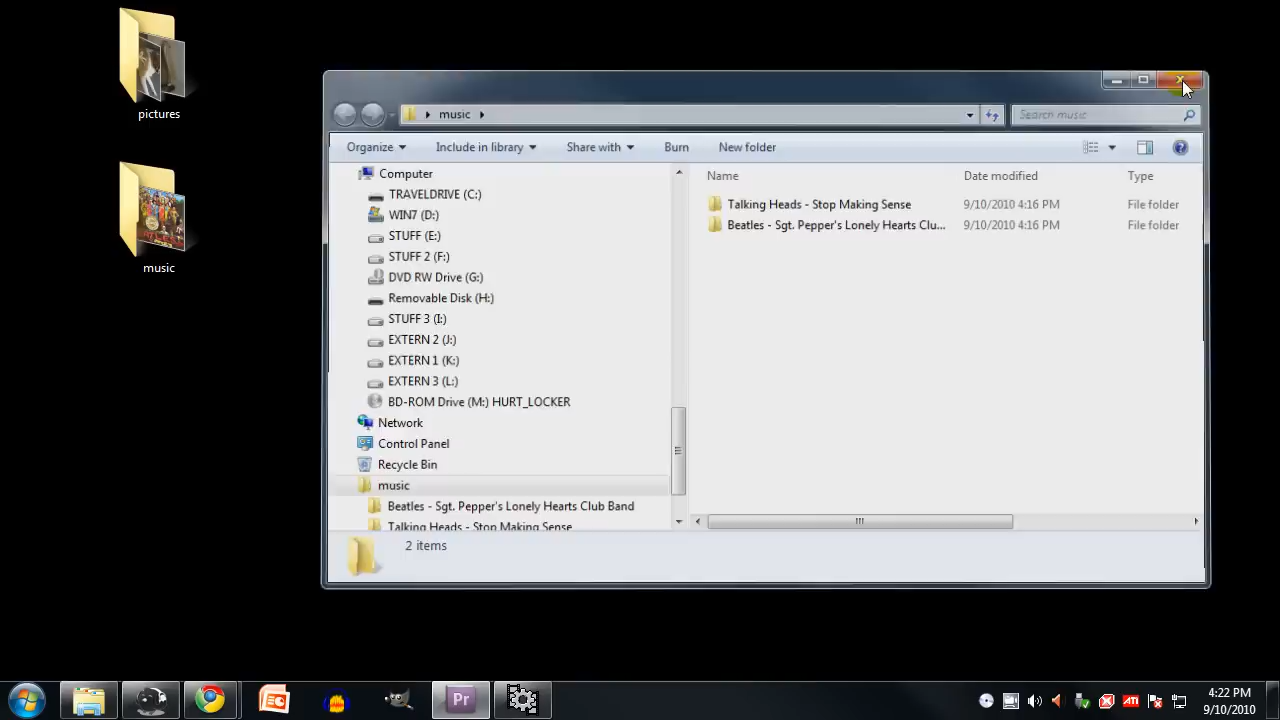 pictures
music
music
Search music
Organize
Include in library
Share with
Burn
New folder
Computer
TRAVELDRIVE (C:)
WIN7 (D:)
STUFF (E:)
STUFF 2 (F:)
DVD RW Drive (G:)
Removable Disk (H:)
STUFF 3 (I:)
EXTERN 2 (J:)
EXTERN 1 (K:)
EXTERN 3 (L:)
BD-ROM Drive (M:) HURT_LOCKER
Network
Control Panel
Recycle Bin
music
Beatles - Sgt. Pepper's Lonely Hearts Club Band
Talking Heads - Stop Making Sense
Name Date modified Type
Talking Heads - Stop Making Sense 9/10/2010 4:16 PM File folder
Beatles - Sgt. Pepper's Lonely Hearts Clu... 9/10/2010 4:16 PM File folder
2 items
Pr
ATI
4:22 PM
9/10/2010